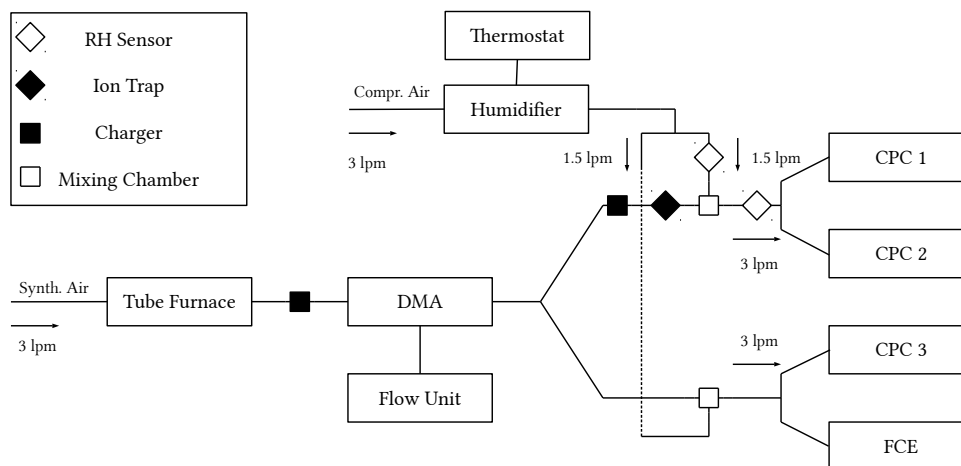 RH Sensor
Ion Trap
Charger
Mixing Chamber
Thermostat
Compr. Air
Humidifier
3 lpm
1.5 lpm
1.5 lpm
CPC 1
3 lpm
CPC 2
Synth. Air
Tube Furnace
DMA
3 lpm
3 lpm
CPC 3
Flow Unit
FCE